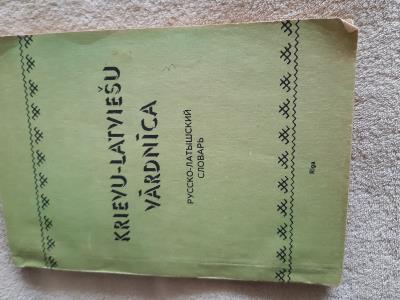 KRIEVU-LATVIEŠU
VĀRDNĪCA
РУССКО-ЛАТЫШСКИЙ
СЛОВАРЬ
Rīga